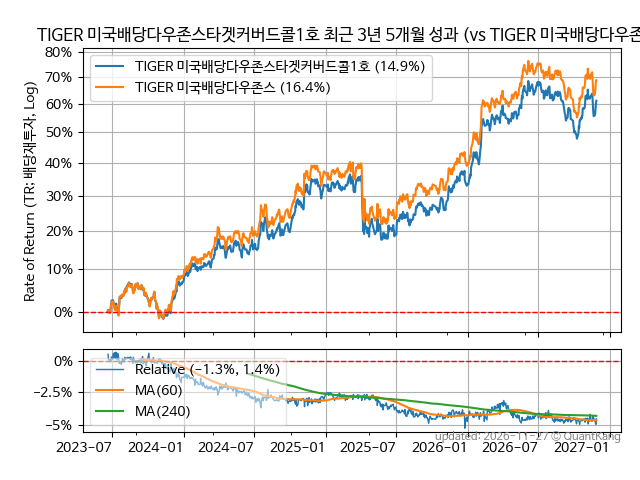 TIGER 미국배당다우존스타겟커버드콜1호 최근 3년 5개월 성과 (vs TIGER 미국배당다우존
80%
70%
60%
50%
40%
30%
20%
10%
0%
Rate of Return (TR: 배당재투자, Log)
TIGER 미국배당다우존스타겟커버드콜1호 (14.9%)
TIGER 미국배당다우존스 (16.4%)
0%
−2.5%
−5%
Relative (−1.3%, 1.4%)
MA(60)
MA(240)
2023-07 2024-01 2024-07 2025-01 2025-07 2026-01 2026-07 2027-01
updated: 2026-11-27 © QuantKang